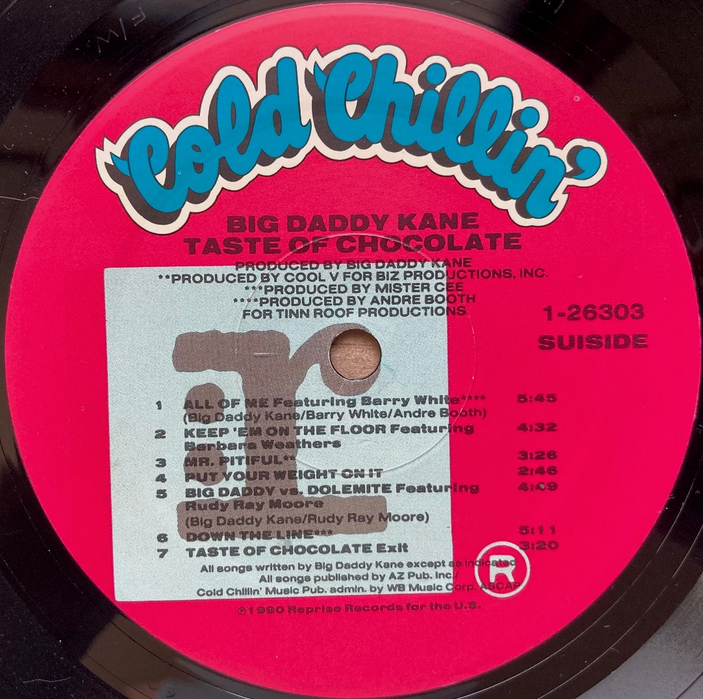 Cold Chillin'
BIG DADDY KANE
TASTE OF CHOCOLATE
PRODUCED BY BIG DADDY KANE
**PRODUCED BY COOL V FOR BIZ PRODUCTIONS, INC.
***PRODUCED BY MISTER CEE
****PRODUCED BY ANDRE BOOTH
FOR TINN ROOF PRODUCTIONS
1-26303
SUISIDE
1 ALL OF ME Featuring Barry White**** 5:45
(Big Daddy Kane/Barry White/Andre Booth)
2 KEEP 'EM ON THE FLOOR Featuring 4:32
Barbara Weathers
3 MR. PITIFUL** 3:26
4 PUT YOUR WEIGHT ON IT 2:46
5 BIG DADDY vs. DOLEMITE Featuring 4:49
Rudy Ray Moore
(Big Daddy Kane/Rudy Ray Moore)
6 DOWN THE LINE*** 5:11
7 TASTE OF CHOCOLATE Exit 3:20
All songs written by Big Daddy Kane except as indicated
All songs published by AZ Pub. Inc./
Cold Chillin' Music Pub. admin. by WB Music Corp. ASCAP
R
©1990 Reprise Records for the U.S.